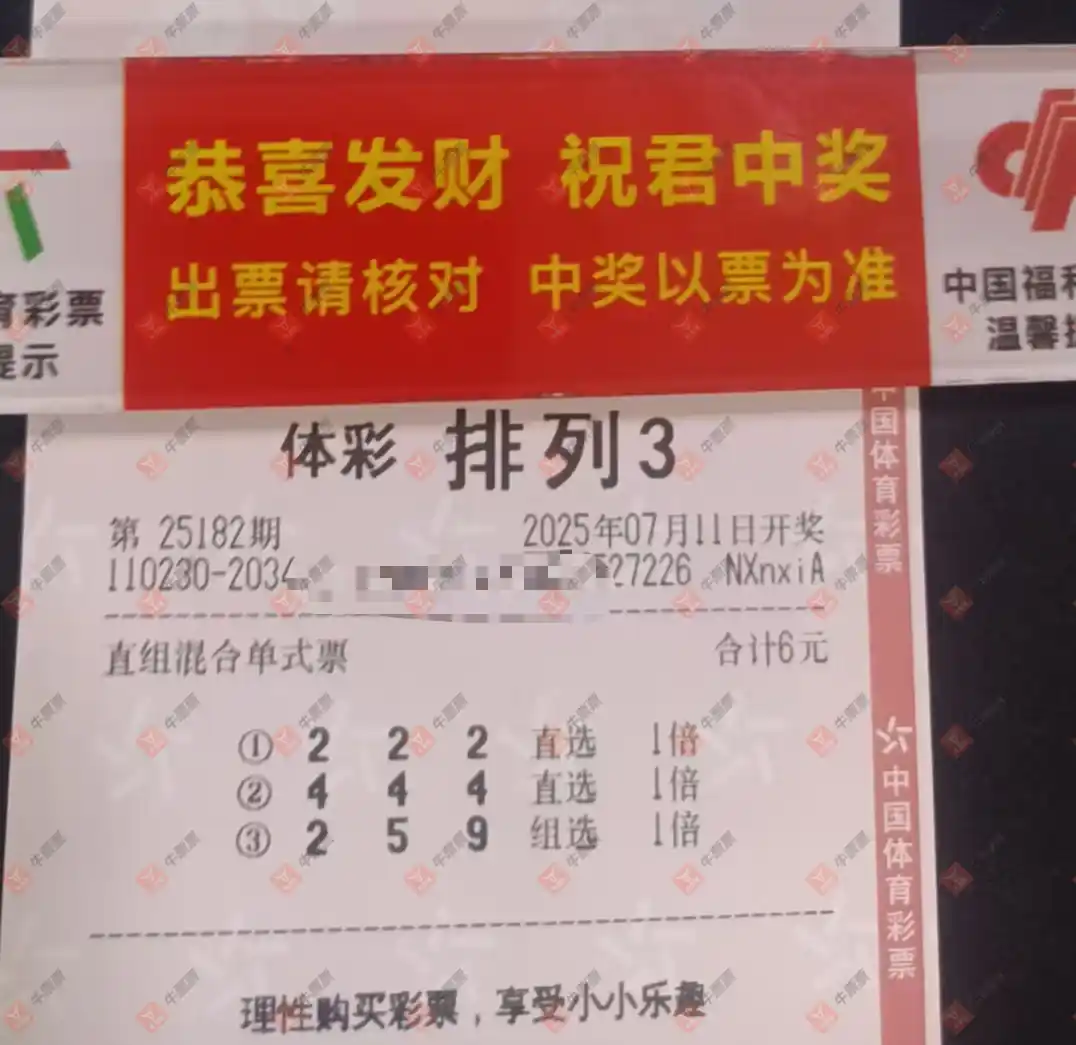 恭喜发财 祝君中奖
出票请核对 中奖以票为准
育彩票
提示
中国福利
温馨提
体彩 排列3
第 25182期 2025年07月11日开奖
110230-2034 527226 NXnxiA
直组混合单式票 合计6元
① 2 2 2 直选 1倍
② 4 4 4 直选 1倍
③ 2 5 9 组选 1倍
理性购买彩票，享受小小乐趣
中国体育彩票
中国体育彩票
牛票票